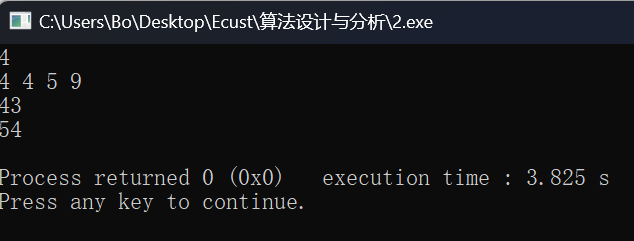 C:\Users\Bo\Desktop\Ecust\算法设计与分析\2.exe
4
4 4 5 9
43
54
Process returned 0 (0x0)   execution time : 3.825 s
Press any key to continue.